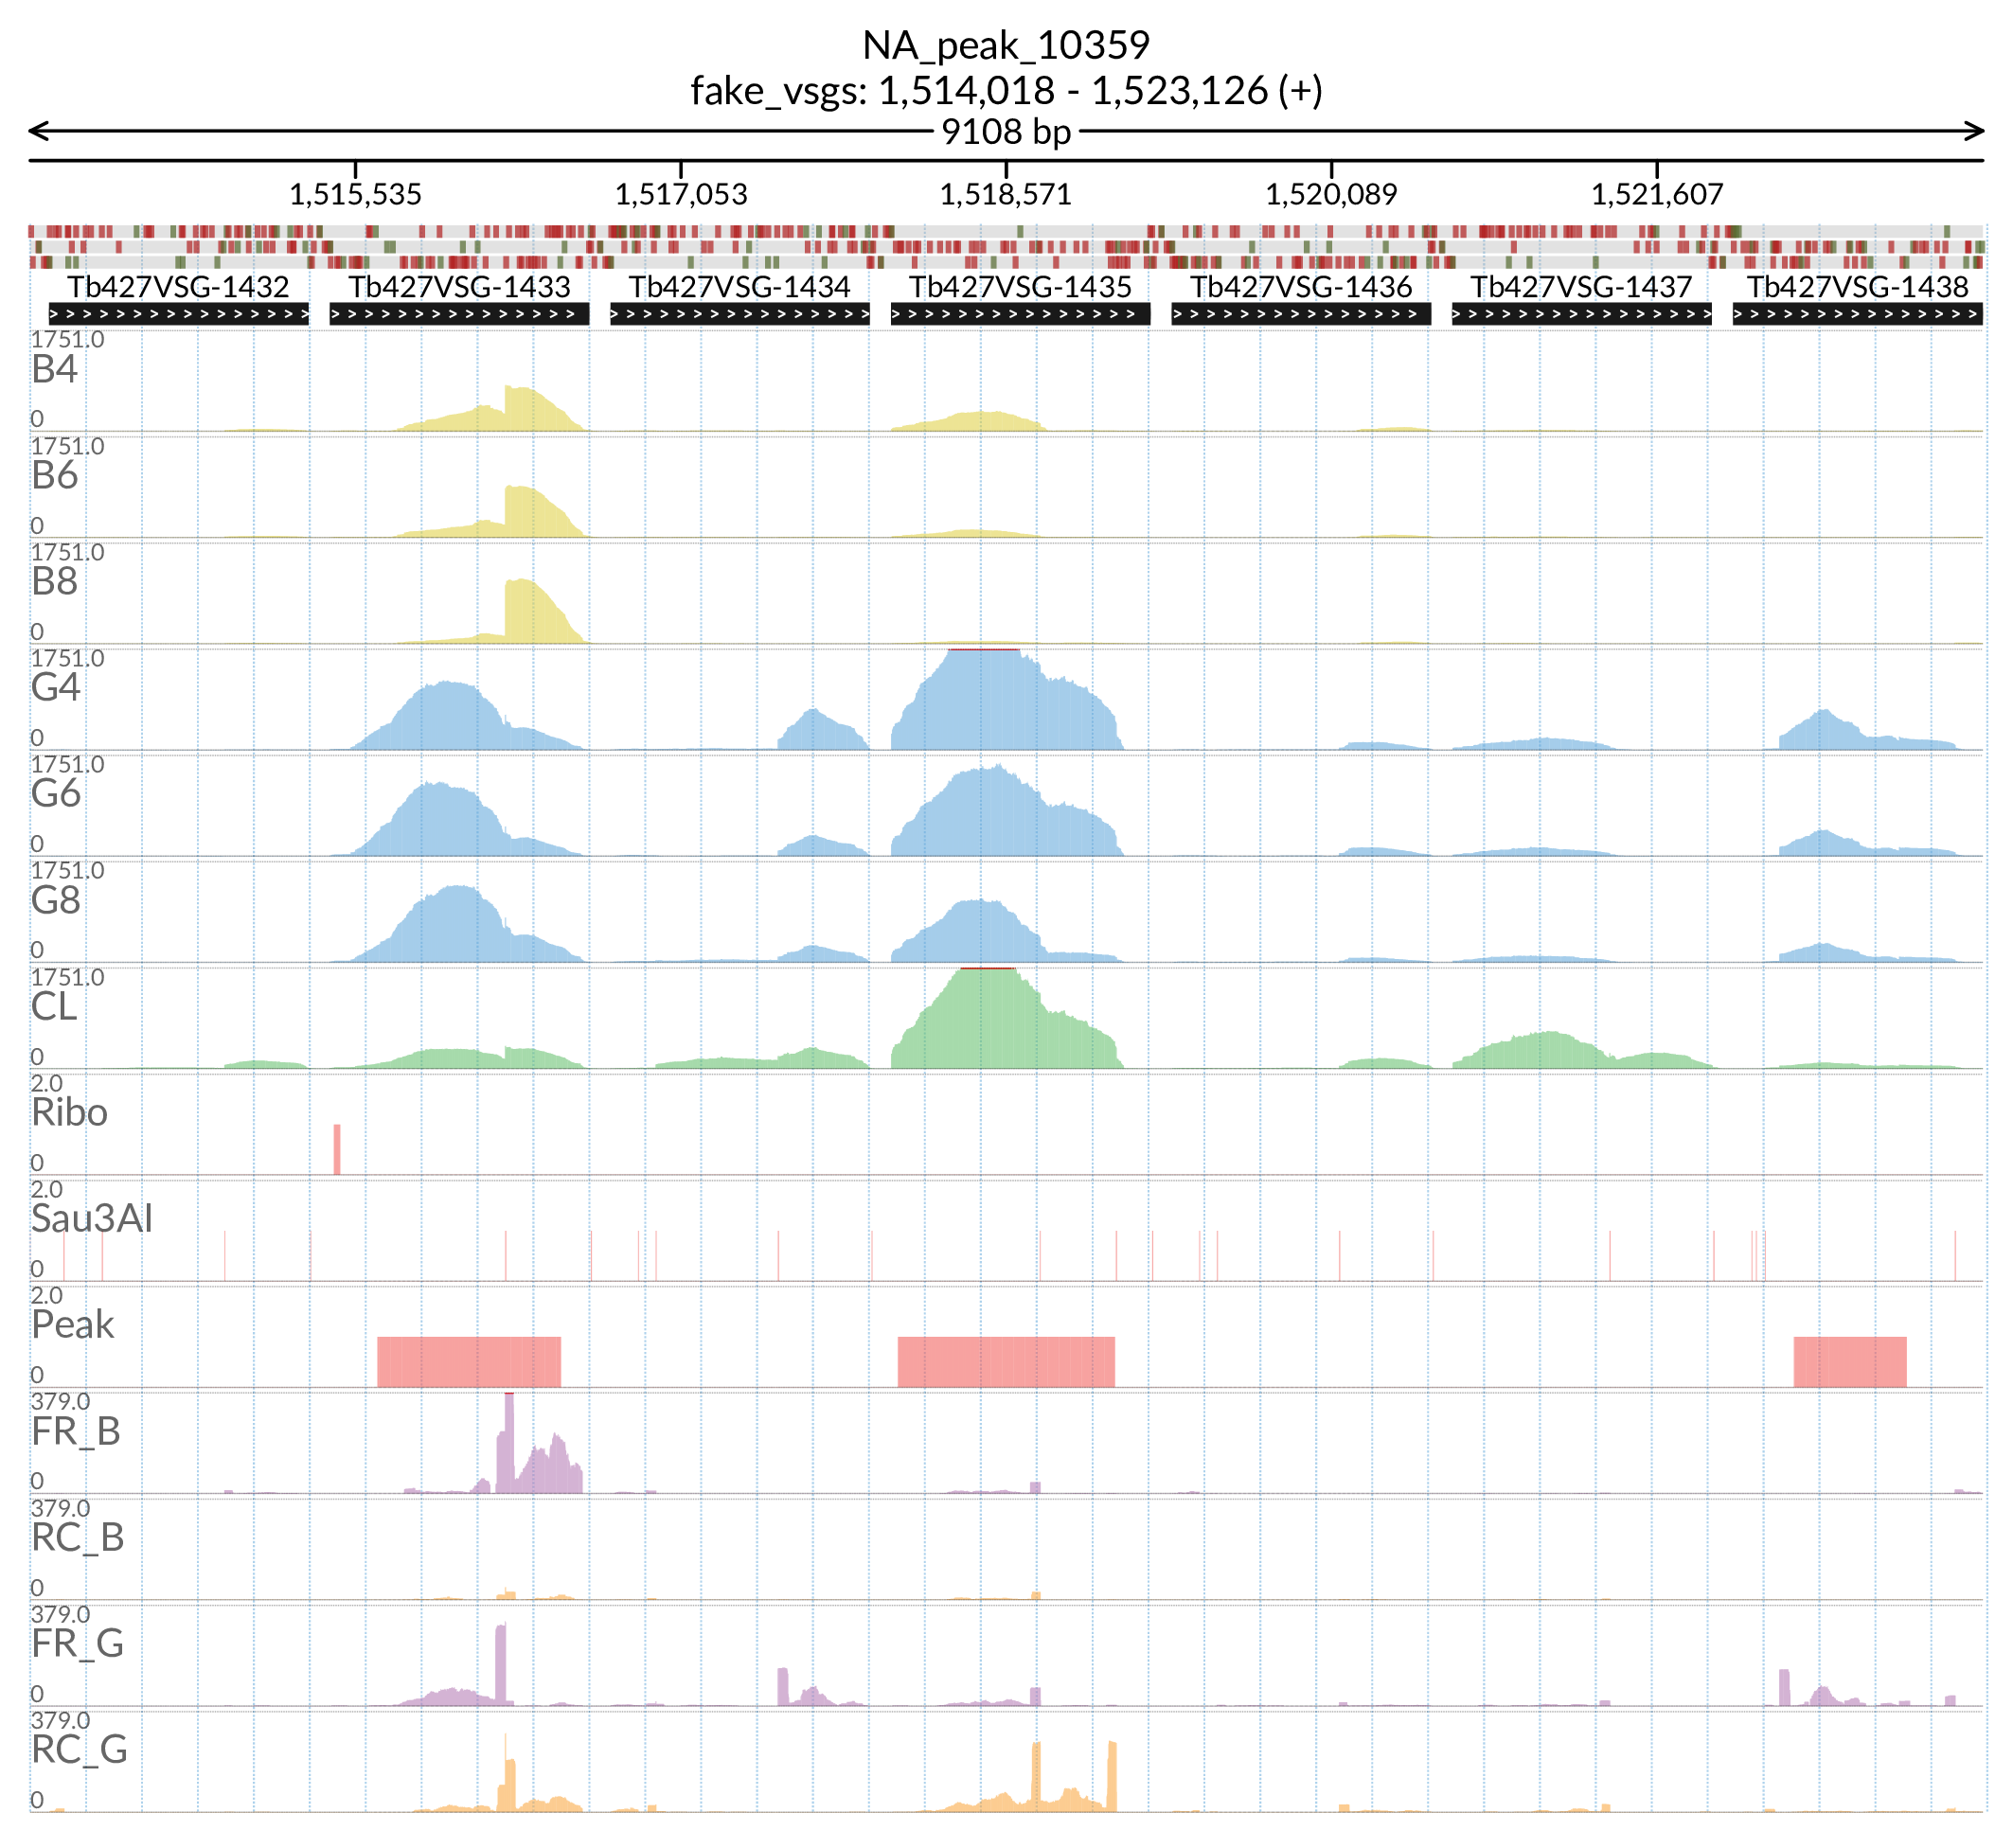 NA_peak_10359
fake_vsgs: 1,514,018 - 1,523,126 (+)
9108 bp
1,515,535 1,517,053 1,518,571 1,520,089 1,521,607
Tb427VSG-1432 Tb427VSG-1433 Tb427VSG-1434 Tb427VSG-1435 Tb427VSG-1436 Tb427VSG-1437 Tb427VSG-1438
1751.0
B4
0
1751.0
B6
0
1751.0
B8
0
1751.0
G4
0
1751.0
G6
0
1751.0
G8
0
1751.0
CL
0
2.0
Ribo
0
2.0
Sau3AI
0
2.0
Peak
0
379.0
FR_B
0
379.0
RC_B
0
379.0
FR_G
0
379.0
RC_G
0